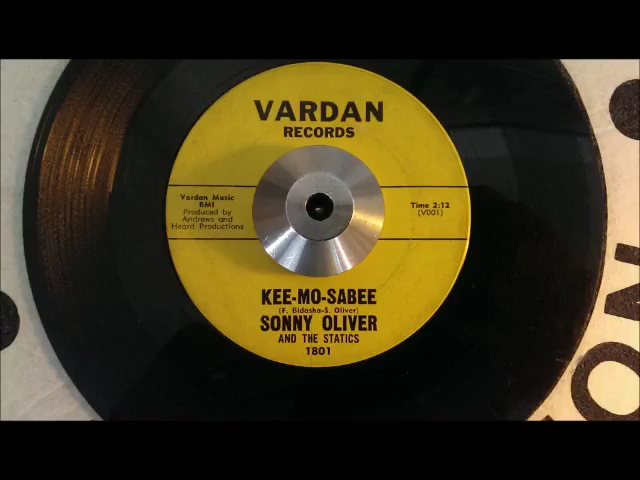 VARDAN
RECORDS
Vardan Music
BMI
Produced by
Andrews and
Heard Productions
Time 2:12
(V001)
KEE-MO-SABEE
(F. Bidasha-S. Oliver)
SONNY OLIVER
AND THE STATICS
1801
ON